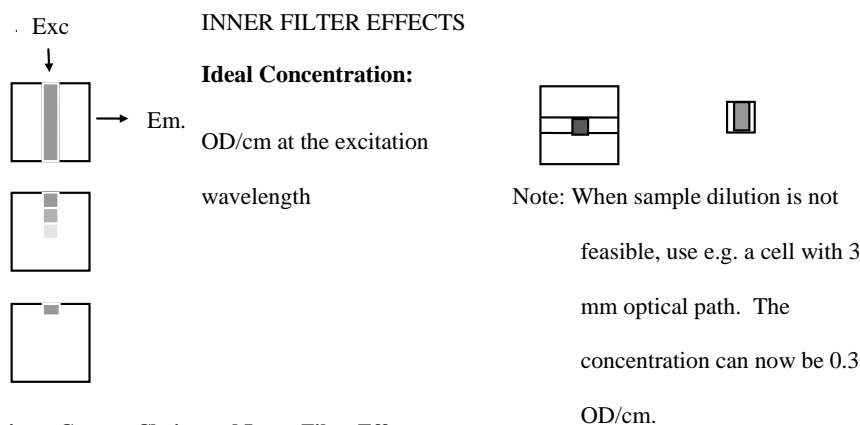 Exc
INNER FILTER EFFECTS
Ideal Concentration:
Em.
OD/cm at the excitation
wavelength
Note: When sample dilution is not
feasible, use e.g. a cell with 3
mm optical path. The
concentration can now be 0.3
OD/cm.